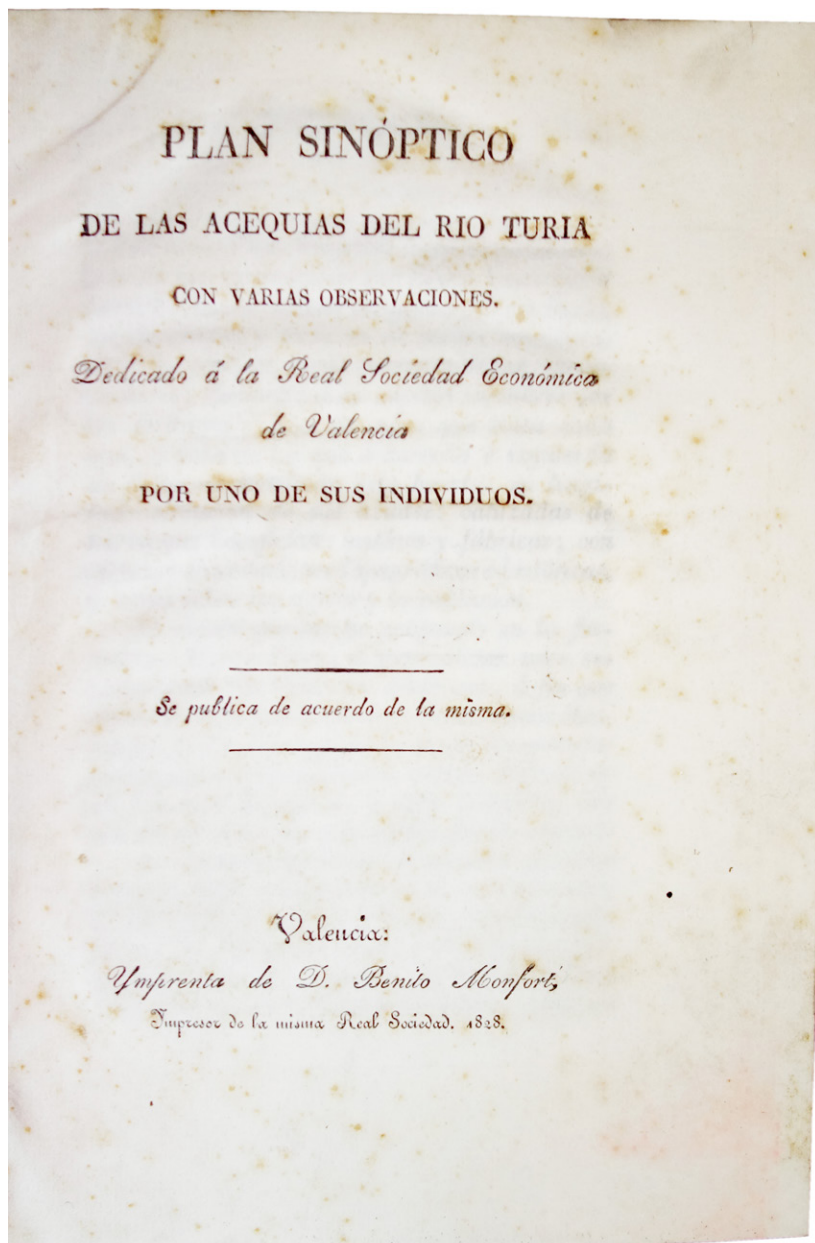 PLAN SINÓPTICO
DE LAS ACEQUIAS DEL RIO TURIA
CON VARIAS OBSERVACIONES.
Dedicado á la Real Sociedad Económica
de Valencia
POR UNO DE SUS INDIVIDUOS.
Se publica de acuerdo de la misma.
Valencia:
Ymprenta de D. Benito Monfort,
Impresor de la misma Real Sociedad. 1828.